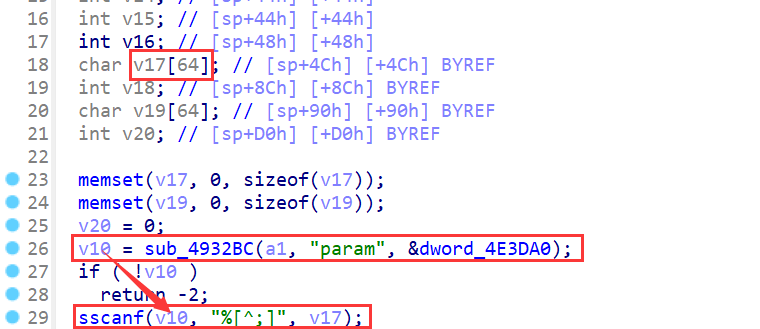 16 int v15; // [sp+44h] [+44h]
17 int v16; // [sp+48h] [+48h]
18 char v17[64]; // [sp+4Ch] [+4Ch] BYREF
19 int v18; // [sp+8Ch] [+8Ch] BYREF
20 char v19[64]; // [sp+90h] [+90h] BYREF
21 int v20; // [sp+D0h] [+D0h] BYREF
22
23 memset(v17, 0, sizeof(v17));
24 memset(v19, 0, sizeof(v19));
25 v20 = 0;
26 v10 = sub_4932BC(a1, "param", &dword_4E3DA0);
27 if ( !v10 )
28 return -2;
29 sscanf(v10, "%[^;]", v17);